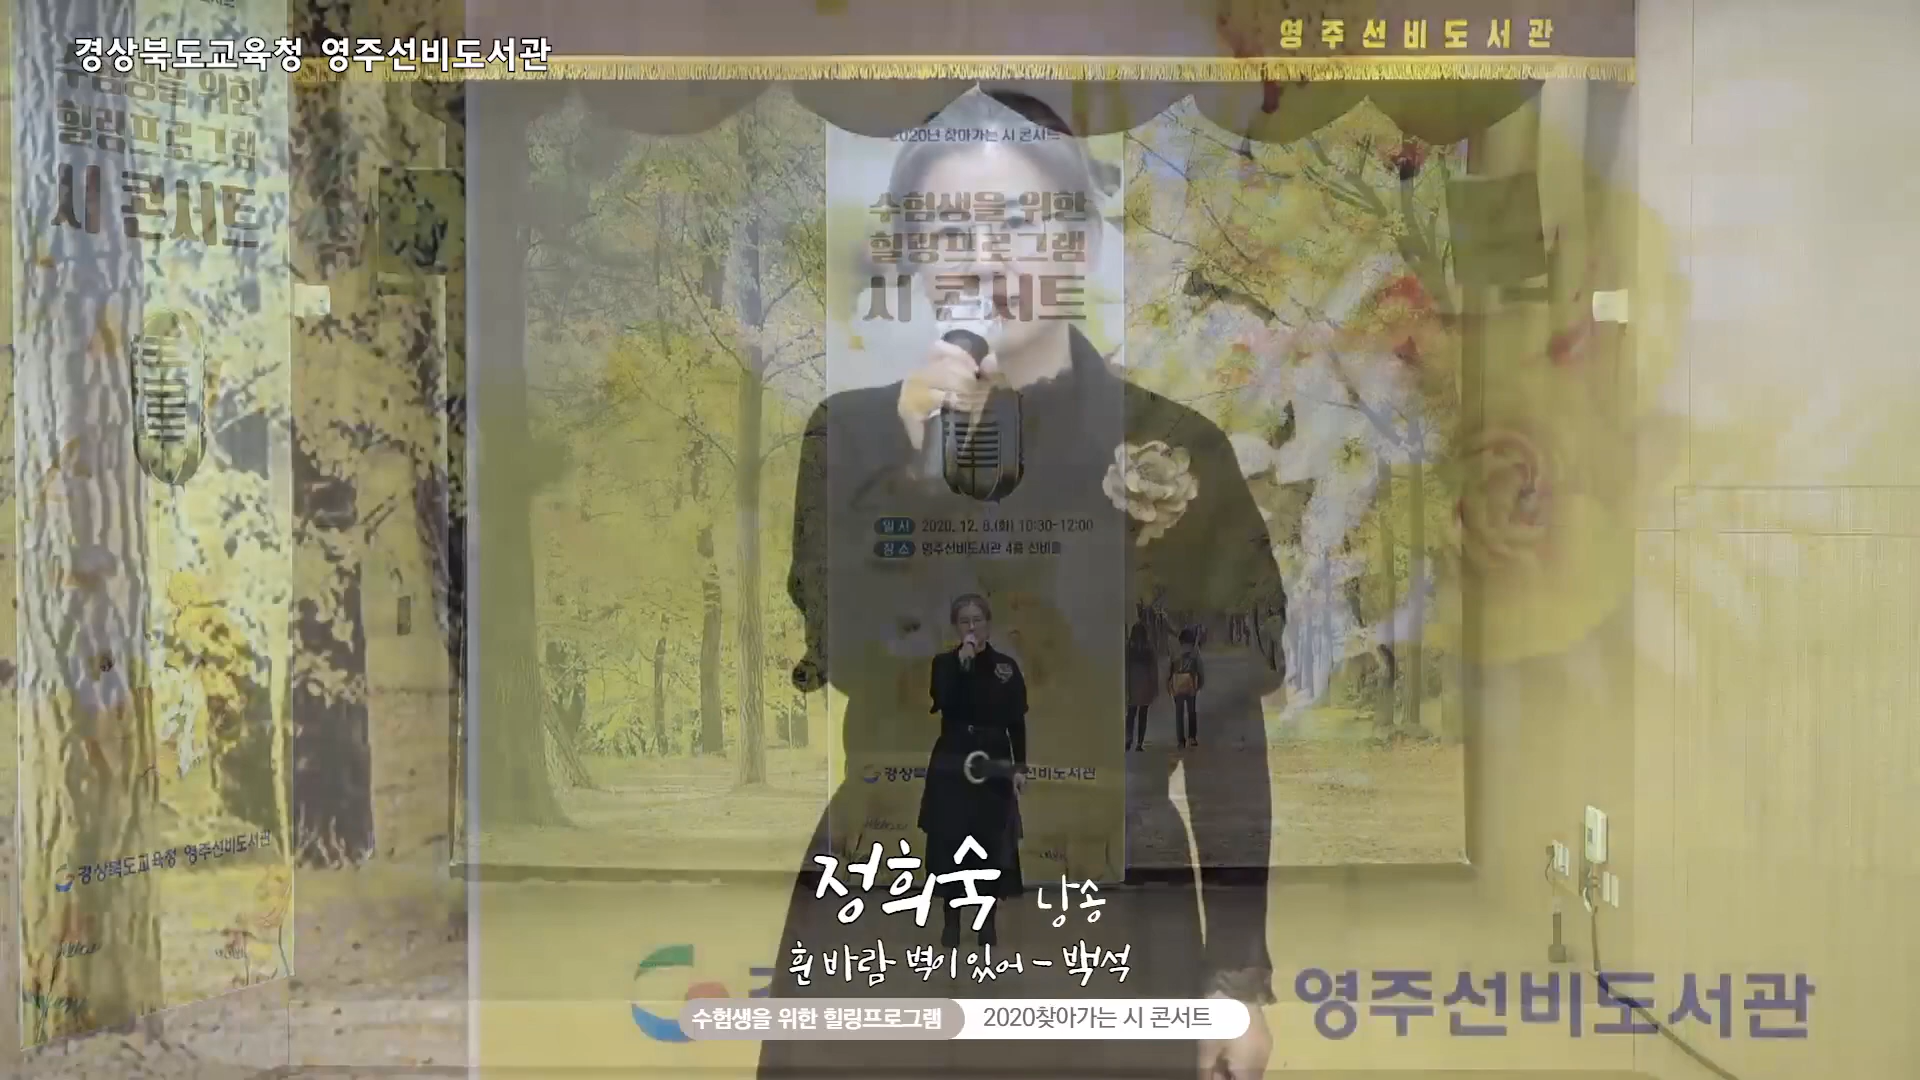 경상북도교육청 영주선비도서관
영주선비도서관
수험생을 위한
힐링프로그램
시 콘서트
2020년 찾아가는 시 콘서트
수험생을 위한
힐링프로그램
시 콘서트
일시 2020. 12. 8.(화) 10:30-12:00
장소 영주선비도서관 4층 선비홀
경상 선비도서관
경상북도교육청 영주선비도서관
정희숙 낭송
흰 바람 벽이 있어 - 백석
영주선비도서관
수험생을 위한 힐링프로그램 2020찾아가는 시 콘서트